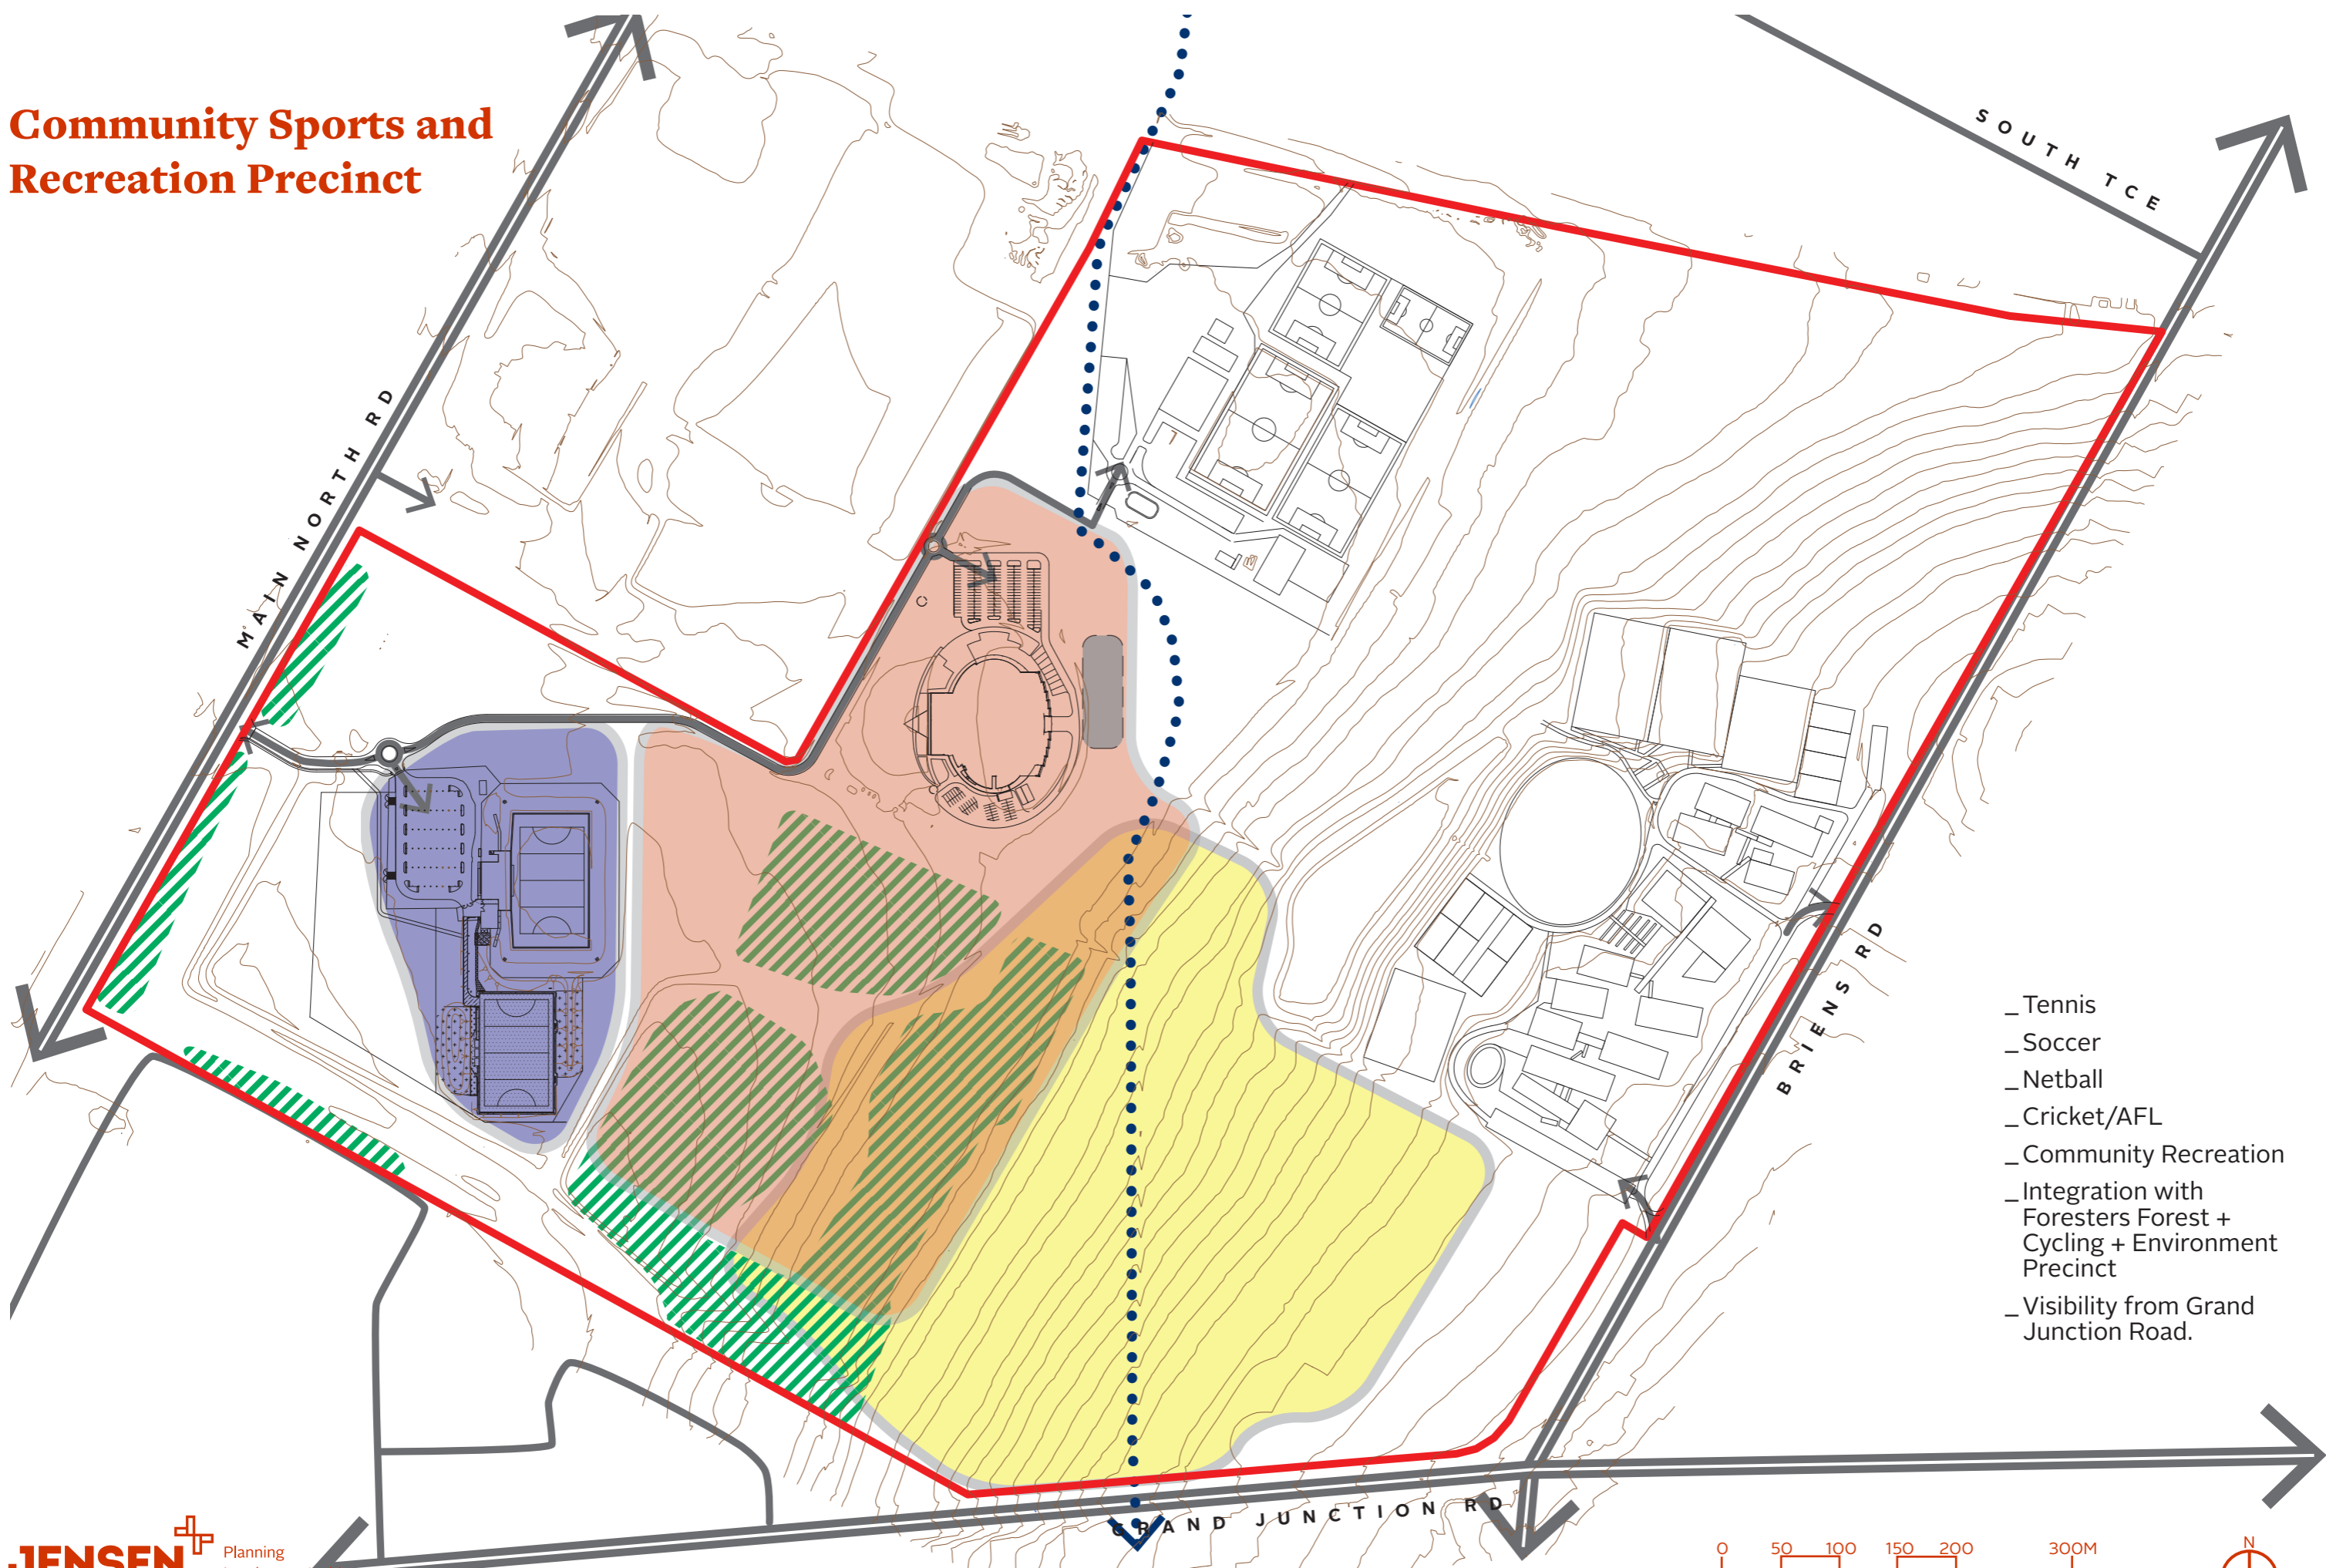 Community Sports and
Recreation Precinct
SOUTH TCE
MAIN NORTH RD
BRIENS RD
_Tennis
_Soccer
_Netball
_Cricket/AFL
_Community Recreation
_Integration with
Foresters Forest +
Cycling + Environment
Precinct
_Visibility from Grand
Junction Road.
GRAND JUNCTION RD
JENSEN
Planning
0 50 100 150 200 300M
N